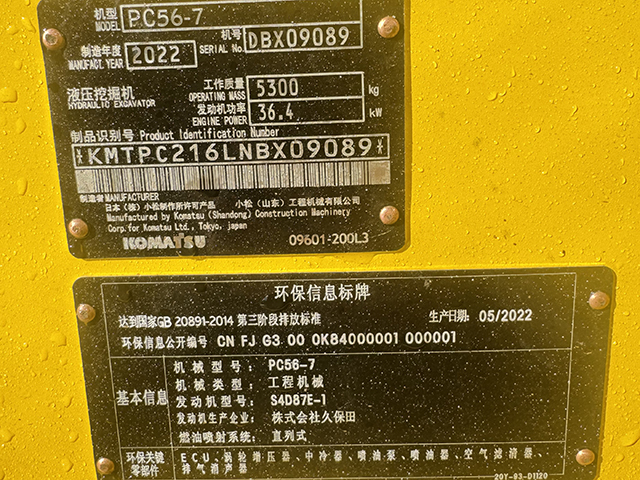 机型 MODEL PC56-7
机号 SERIAL No. DBX09089
制造年度 MANUFACT. YEAR 2022
液压挖掘机 HYDRAULIC EXCAVATOR
工作质量 OPERATING MASS 5300 kg
发动机功率 ENGINE POWER 36.4 kW
制品识别号 Product Identification Number
*KMTPC216LNBX09089*
制造者 MANUFACTURER
日本(株)小松制作所许可产品 小松(山东)工程机械有限公司
Manufactured by Komatsu (Shandong) Construction Machinery
Corp. for Komatsu Ltd., Tokyo, japan
KOMATSU 09601-200L3
环保信息标牌
达到国家GB 20891-2014 第三阶段排放标准 生产日期: 05/2022
环保信息公开编号 CN FJ G3 00 0K84000001 000001
基本信息
机械型号: PC56-7
机械类型: 工程机械
发动机型号: S4D87E-1
发动机生产企业: 株式会社久保田
燃油喷射系统: 直列式
环保关键零部件
ECU、涡轮增压器、中冷器、喷油泵、喷油器、空气滤清器、
排气消声器
20Y-93-D1120